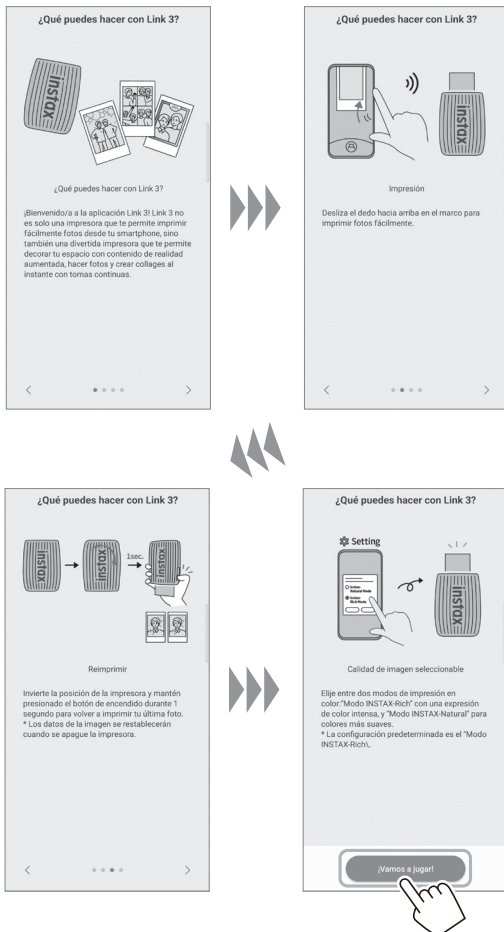 ¿Qué puedes hacer con Link 3?
instax
¿Qué puedes hacer con Link 3?
¡Bienvenido/a a la aplicación Link 3! Link 3 no
es solo una impresora que te permite imprimir
fácilmente fotos desde tu smartphone, sino
también una divertida impresora que te permite
decorar tu espacio con contenido de realidad
aumentada, hacer fotos y crear collages al
instante con tomas continuas.
¿Qué puedes hacer con Link 3?
instax
Impresión
Desliza el dedo hacia arriba en el marco para
imprimir fotos fácilmente.
¿Qué puedes hacer con Link 3?
instax
instax
1sec.
instax
Reimprimir
Invierte la posición de la impresora y mantén
presionado el botón de encendido durante 1
segundo para volver a imprimir tu última foto.
* Los datos de la imagen se restablecerán
cuando se apague la impresora.
¿Qué puedes hacer con Link 3?
Setting
instax
Natural Mode
instax
Rich Mode
instax
Calidad de imagen seleccionable
Elije entre dos modos de impresión en
color:"Modo INSTAX-Rich" con una expresión
de color intensa, y "Modo INSTAX-Natural" para
colores más suaves.
* La configuración predeterminada es el "Modo
INSTAX-Rich\.
¡Vamos a jugar!